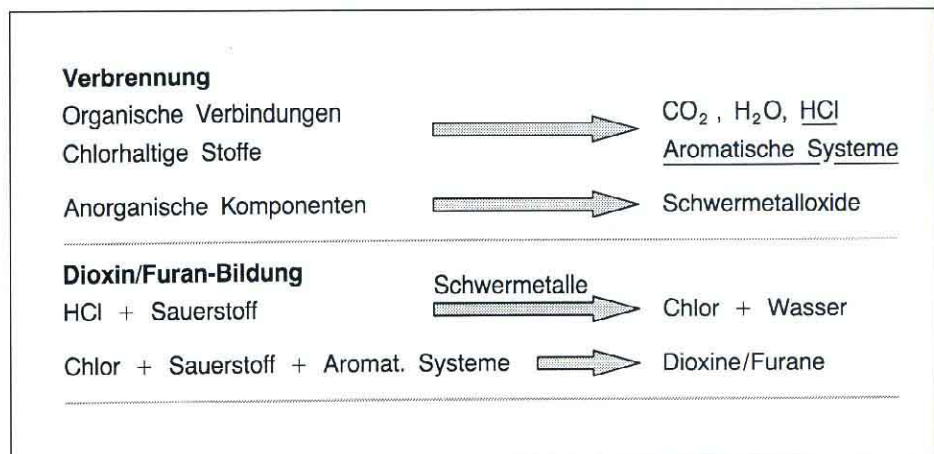 Verbrennung
Organische Verbindungen
Chlorhaltige Stoffe
CO₂ , H₂O, HCl
Aromatische Systeme
Anorganische Komponenten
Schwermetalloxide
Dioxin/Furan-Bildung
Schwermetalle
HCl + Sauerstoff
Chlor + Wasser
Chlor + Sauerstoff + Aromat. Systeme
Dioxine/Furane